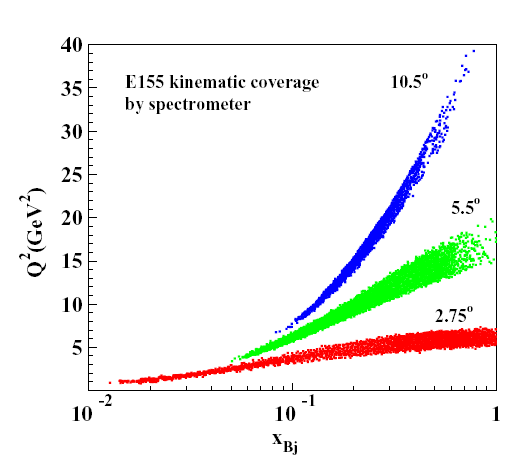 40
E155 kinematic coverage
by spectrometer
10.5°
35
30
25
5.5°
20
15
2.75°
10
5
Q²(GeV²)
10⁻² 10⁻¹ 1
x_Bj